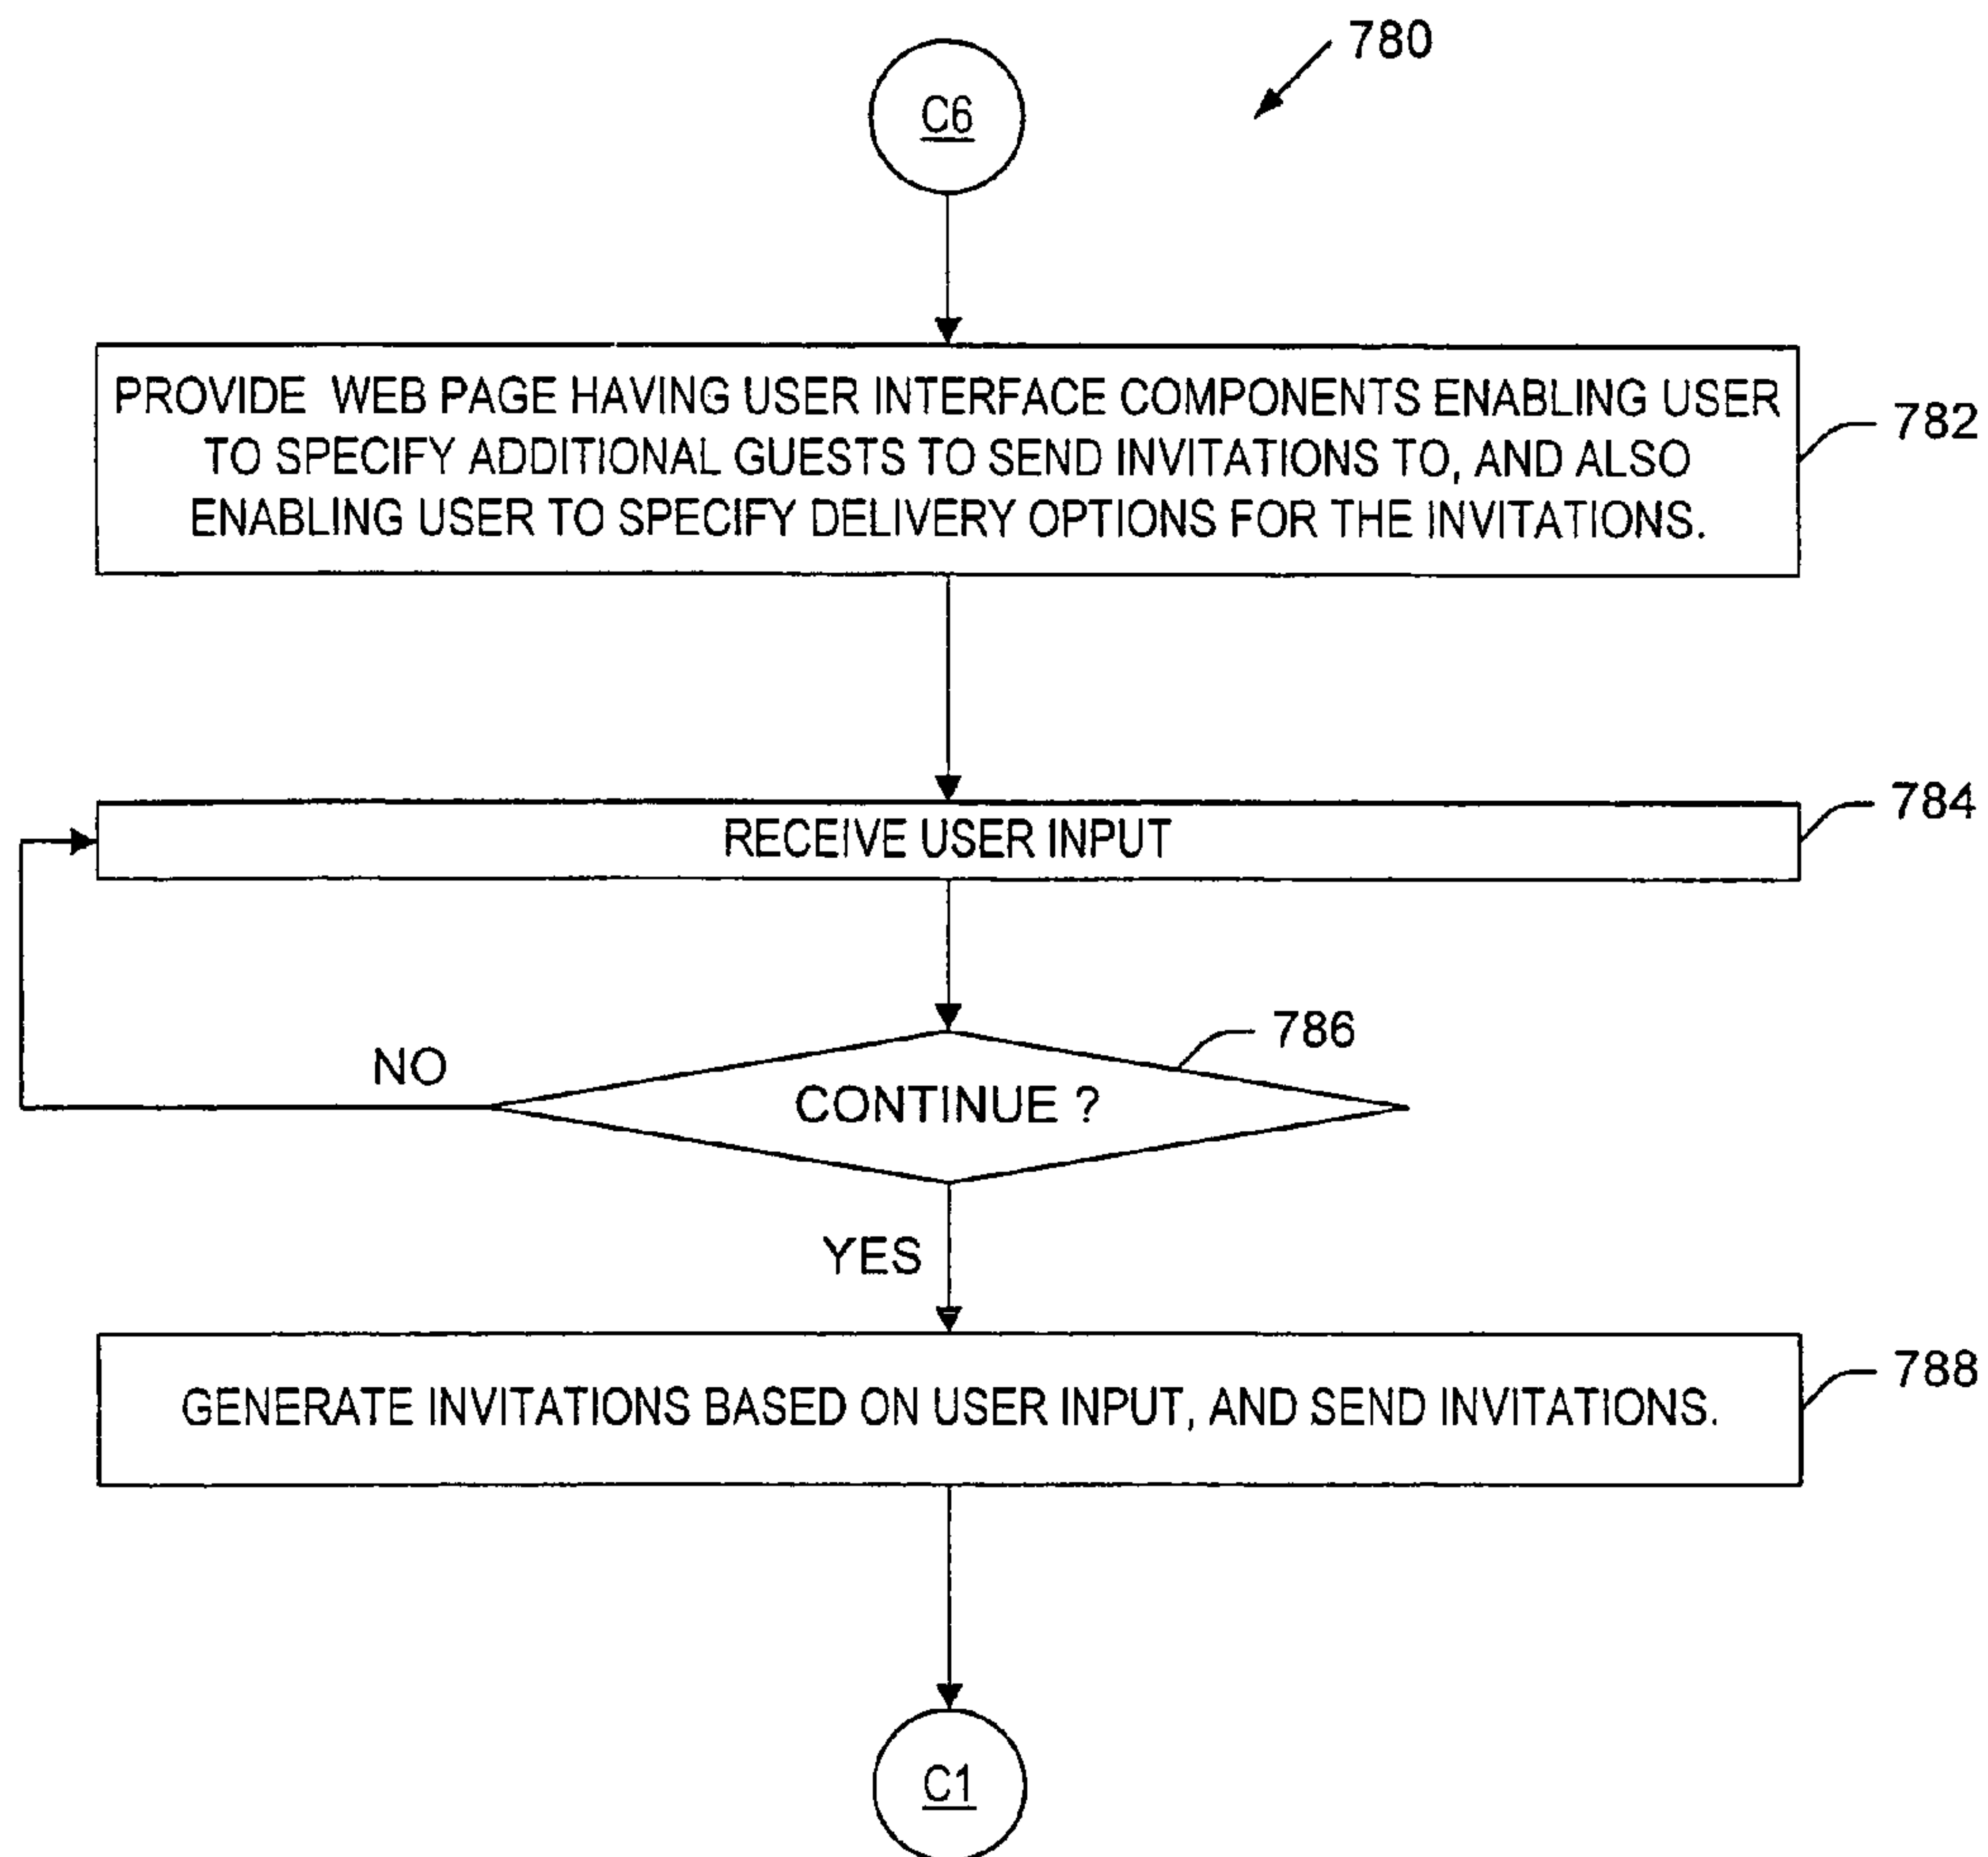 780
C6
PROVIDE WEB PAGE HAVING USER INTERFACE COMPONENTS ENABLING USER
TO SPECIFY ADDITIONAL GUESTS TO SEND INVITATIONS TO, AND ALSO
ENABLING USER TO SPECIFY DELIVERY OPTIONS FOR THE INVITATIONS.
782
RECEIVE USER INPUT
784
786
NO
CONTINUE ?
YES
GENERATE INVITATIONS BASED ON USER INPUT, AND SEND INVITATIONS.
788
C1